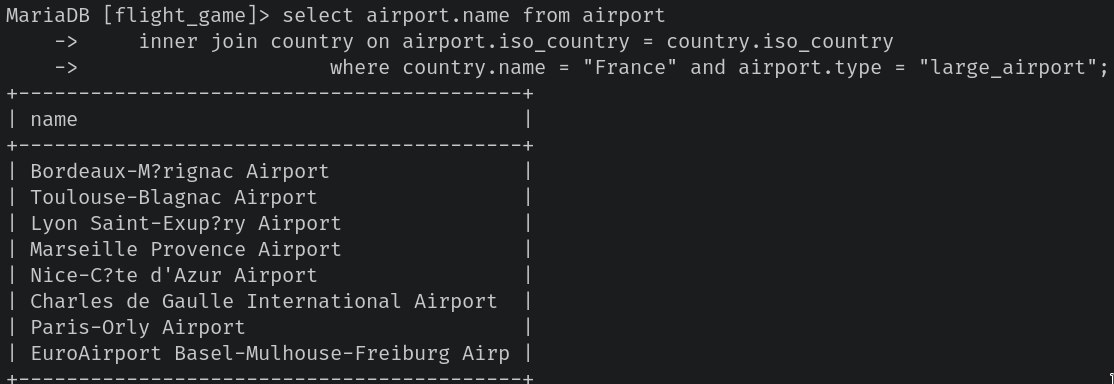 MariaDB [flight_game]> select airport.name from airport
    ->     inner join country on airport.iso_country = country.iso_country
    ->                     where country.name = "France" and airport.type = "large_airport";
+------------------------------------------+
| name                                     |
+------------------------------------------+
| Bordeaux-M?rignac Airport                |
| Toulouse-Blagnac Airport                 |
| Lyon Saint-Exup?ry Airport               |
| Marseille Provence Airport               |
| Nice-C?te d'Azur Airport                 |
| Charles de Gaulle International Airport  |
| Paris-Orly Airport                       |
| EuroAirport Basel-Mulhouse-Freiburg Airp |
+------------------------------------------+